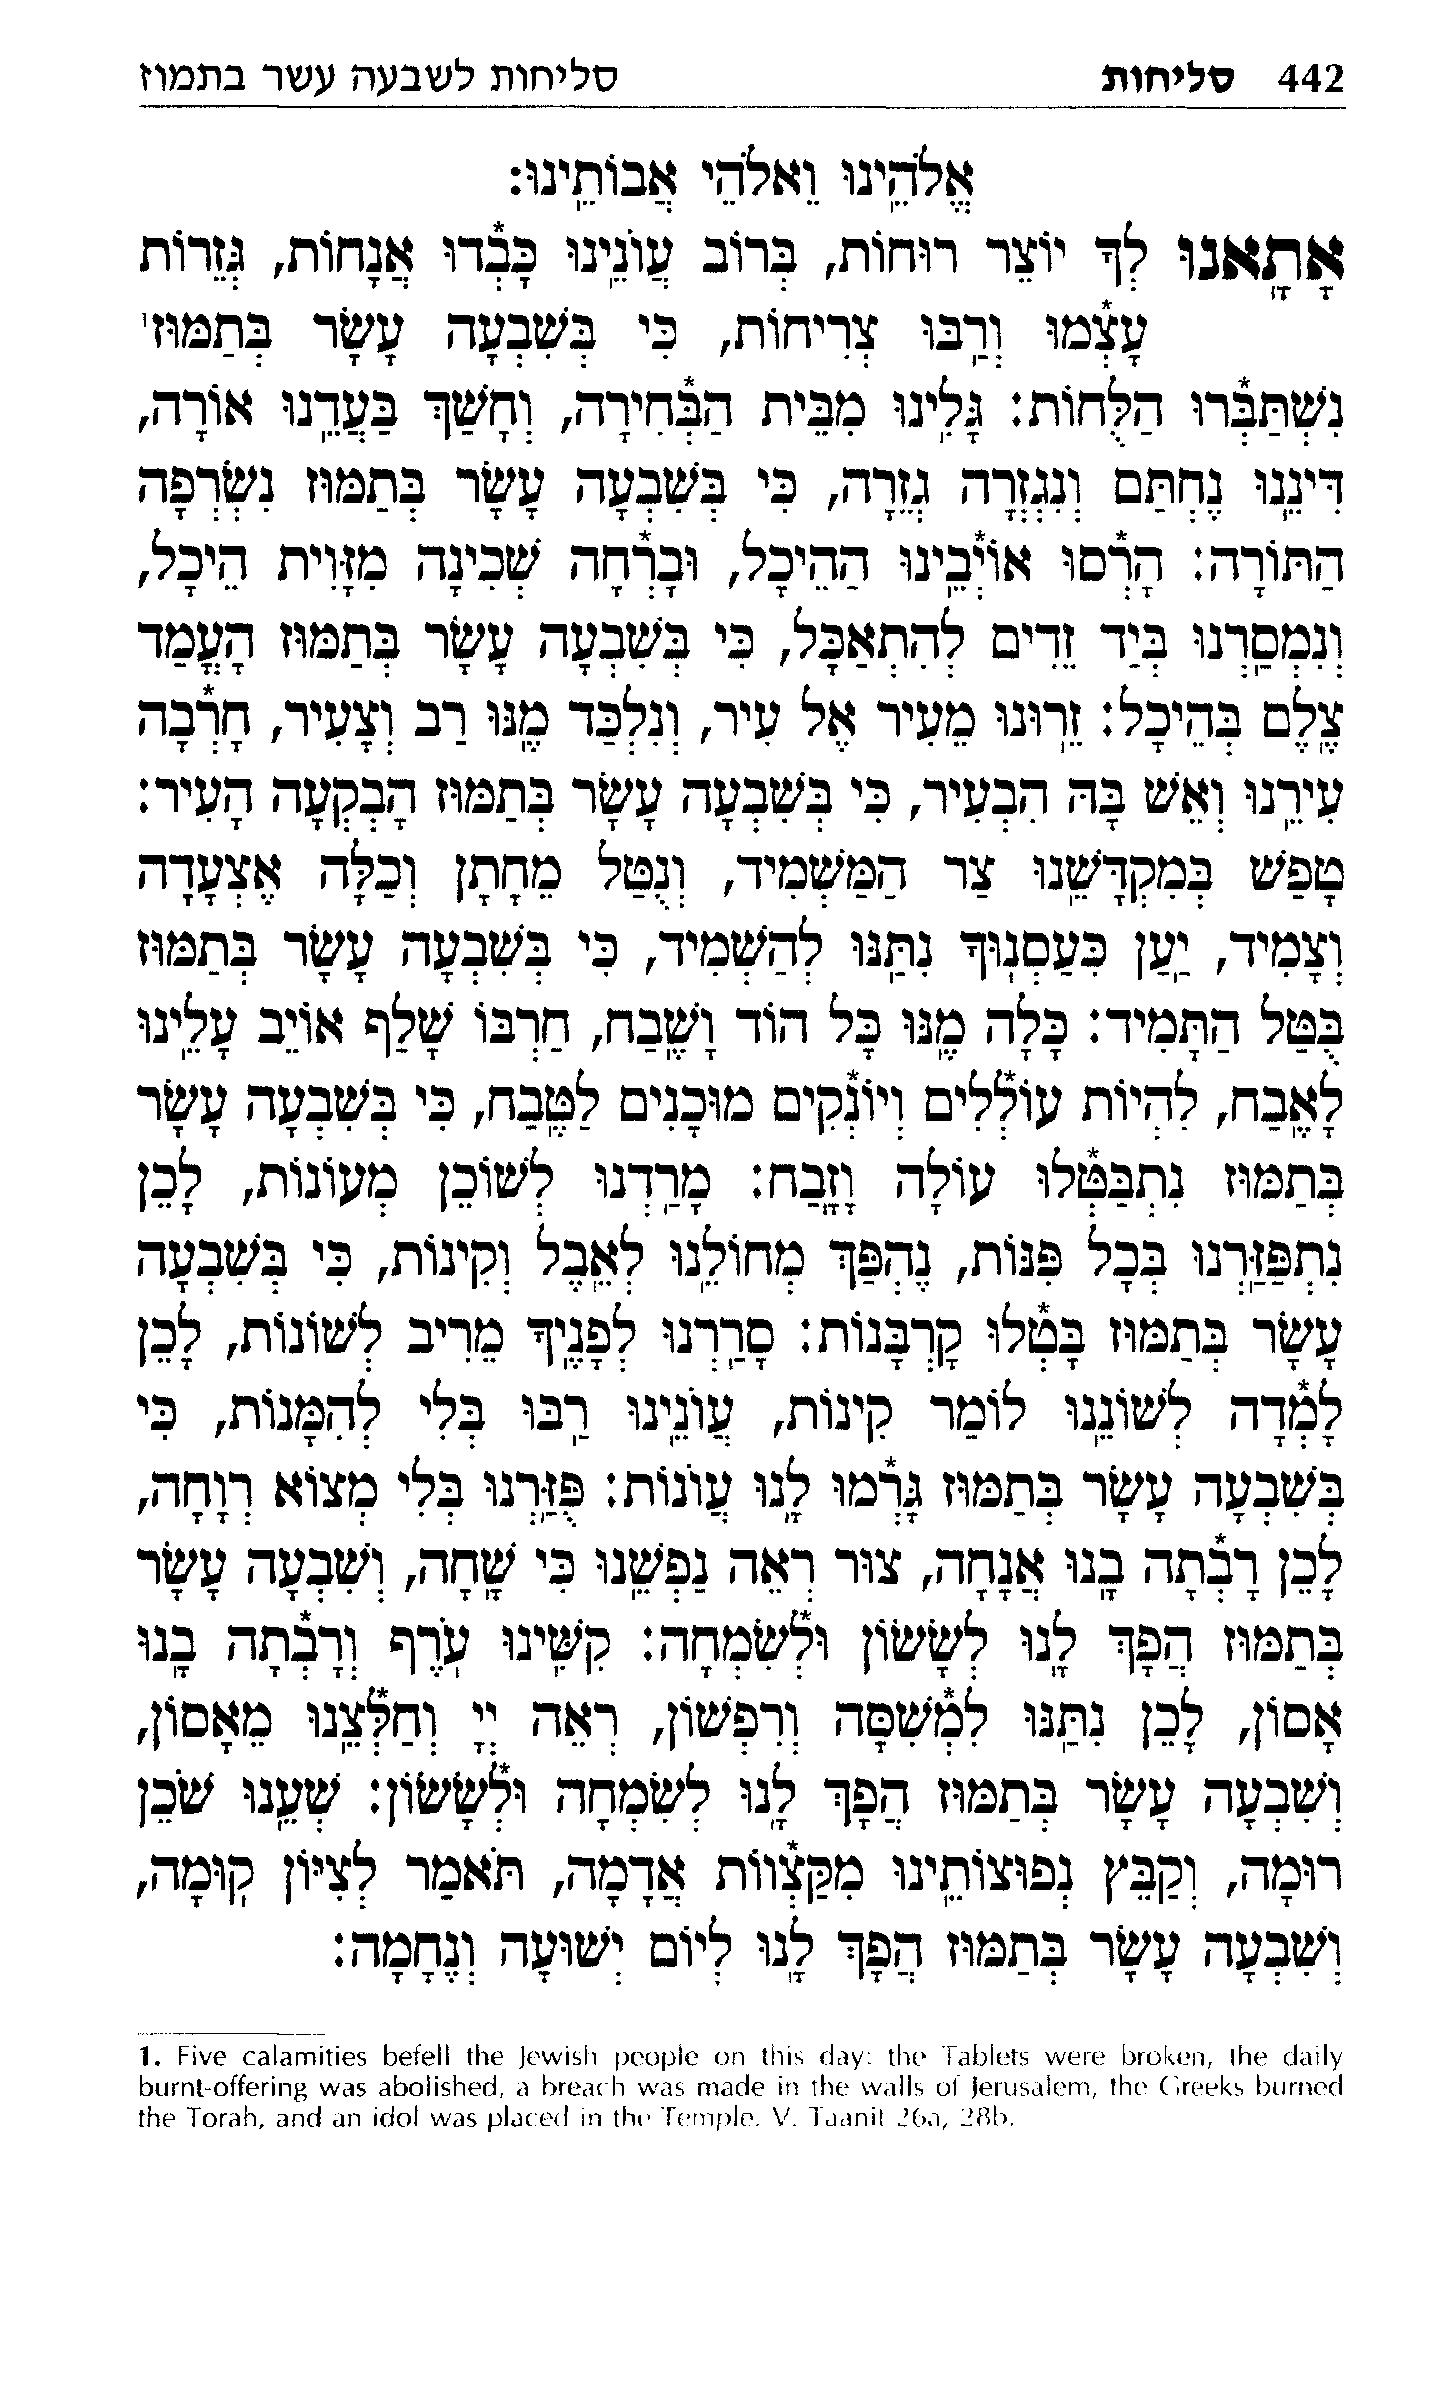 442 סליחות סליחות לשבעה עשר בתמוז
אֱלֹהֵֽינוּ וֵאלֹהֵי אֲבוֹתֵֽינוּ:
אָתָֽאנוּ לְךָ יוֹצֵר רוּחוֹת, בְּרוֹב עֲוֹנֵֽינוּ כָּבְֿדוּ אֲנָחוֹת, גְּזֵרוֹת
עָצְֿמוּ וְרַֽבּוּ צְרִיחוֹת, כִּי בְּשִׁבְעָה עָשָׂר בְּתַמּוּז¹
נִשְׁתַּבְּֿרוּ הַלֻּחוֹת: גָּלִֽינוּ מִבֵּית הַבְּֿחִירָה, וְחָשַׁךְ בַּעֲדֵֽנוּ אוֹרָה,
דִּינֵֽנוּ נֶחְתַּם וְנִגְזְרָה גְּזֵרָה, כִּי בְּשִׁבְעָה עָשָׂר בְּתַמּוּז נִשְׂרְפָה
הַתּוֹרָה: הָרְֿסוּ אוֹיְֿבֵֽינוּ הַהֵיכָל, וּבָרְֿחָה שְׁכִינָה מִזָּוִית הֵיכָל,
וְנִמְסַֽרְנוּ בְּיַד זֵדִים לְהִתְאַכָּל, כִּי בְּשִׁבְעָה עָשָׂר בְּתַמּוּז הָעֳמַד
צֶֽלֶם בְּהֵיכָל: זֵרֽוּנוּ מֵעִיר אֶל עִיר, וְנִלְכַּד מִמֶּֽנּוּ רַב וְצָעִיר, חָרְֿבָה
עִירֵֽנוּ וְאֵשׁ בָּהּ הִבְעִיר, כִּי בְּשִׁבְעָה עָשָׂר בְּתַמּוּז הָבְקְעָה הָעִיר:
טָפַשׁ בְּמִקְדָּשֵֽׁנוּ צַר הַמַּשְׁמִיד, וְנֻטַּל מֵחָתָן וְכַלָּה אֶצְעָדָה
וְצָמִיד, יַֽעַן כִּעַסְנֽוּךָ נִתַּֽנּוּ לְהַשְׁמִיד, כִּי בְּשִׁבְעָה עָשָׂר בְּתַמּוּז
בֻּטַּל הַתָּמִיד: כָּלָה מֶֽנּוּ כָּל הוֹד וָשֶֽׁבַח, חַרְבּוֹ שָׁלַף אוֹיֵב עָלֵֽינוּ
לָאֶֽבַח, לִהְיוֹת עוֹלְֿלִים וְיוֹנְֿקִים מוּכָנִים לַטֶּֽבַח, כִּי בְּשִׁבְעָה עָשָׂר
בְּתַמּוּז נִתְבַּטְּֿלוּ עוֹלָה וָזָֽבַח: מָרַֽדְנוּ לְשׁוֹכֵן מְעוֹנוֹת, לָכֵן
נִתְפַּזַּֽרְנוּ בְּכָל פִּנּוֹת, נֶהְפַּךְ מְחוֹלֵֽנוּ לְאֵֽבֶל וְקִינוֹת, כִּי בְּשִׁבְעָה
עָשָׂר בְּתַמּוּז בָּטְֿלוּ קָרְבָּנוֹת: סָרַֽרְנוּ לְפָנֶֽיךָ מֵרִיב לְשׁוֹנוֹת, לָכֵן
לָמְֿדָה לְשׁוֹנֵֽנוּ לוֹמַר קִינוֹת, עֲוֹנֵֽינוּ רַֽבּוּ בְּלִי לְהִמָּנוֹת, כִּי
בְּשִׁבְעָה עָשָׂר בְּתַמּוּז גָּרְֿמוּ לָֽנוּ עֲוֹנוֹת: פֻּזַּֽרְנוּ בְּלִי מְצוֹא רְוָחָה,
לָכֵן רָבְֿתָה בָֽנוּ אֲנָחָה, צוּר רְאֵה נַפְשֵֽׁנוּ כִּי שָֽׁחָה, וְשִׁבְעָה עָשָׂר
בְּתַמּוּז הֲפָךְ לָֽנוּ לְשָׂשׂוֹן וּלְֿשִׂמְחָה: קִשִּֽׁינוּ עֹֽרֶף וְרָבְֿתָה בָֽנוּ
אָסוֹן, לָכֵן נִתַּֽנּוּ לִמְֿשִׁסָּה וְרִפְשׁוֹן, רְאֵה יְיָ וְחַלְּֿצֵֽנוּ מֵאָסוֹן,
וְשִׁבְעָה עָשָׂר בְּתַמּוּז הֲפָךְ לָֽנוּ לְשִׂמְחָה וּלְֿשָׂשׂוֹן: שְׁעֵֽנוּ שֹׁכֵן
רוּמָה, וְקַבֵּץ נְפוּצוֹתֵֽינוּ מִקַּצְֿווֹת אֲדָמָה, תֹּאמַר לְצִיּוֹן קֽוּמָה,
וְשִׁבְעָה עָשָׂר בְּתַמּוּז הֲפָךְ לָֽנוּ לְיוֹם יְשׁוּעָה וְנֶחָמָה:
1. Five calamities befell the Jewish people on this day: the Tablets were broken, the daily
burnt-offering was abolished, a breach was made in the walls of Jerusalem, the Greeks burned
the Torah, and an idol was placed in the Temple. V. Taanit 26a, 28b.